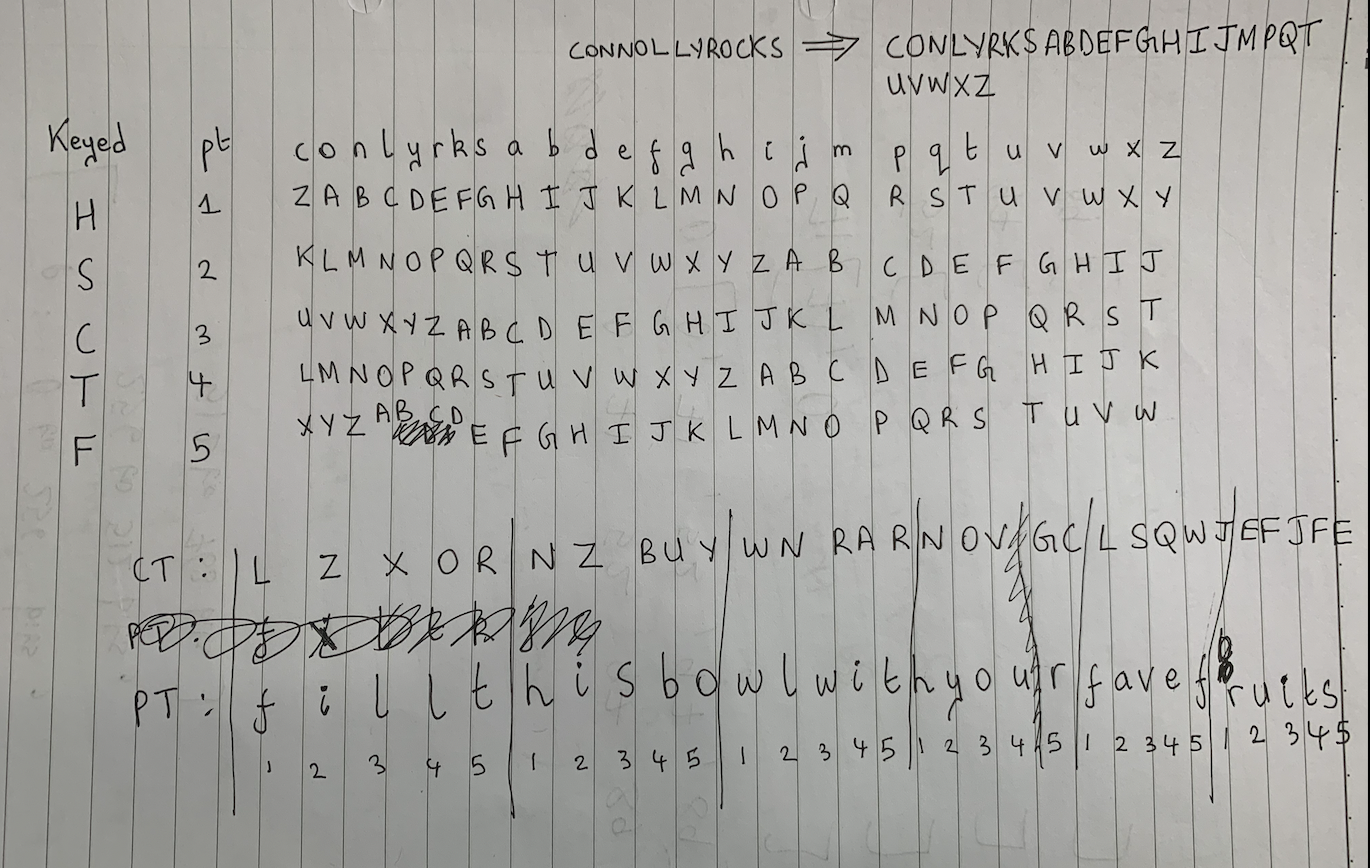 CONNOLLYROCKS ⟹ CONLYRKSABDEFGHIJMPQT
UVWXZ
Keyed pt c o n l y r k s a b d e f g h i j m p q t u v w x z
H 1 Z A B C D E F G H I J K L M N O P Q R S T U V W X Y
S 2 K L M N O P Q R S T U V W X Y Z A B C D E F G H I J
C 3 U V W X Y Z A B C D E F G H I J K L M N O P Q R S T
T 4 L M N O P Q R S T U V W X Y Z A B C D E F G H I J K
F 5 X Y Z A B C D E F G H I J K L M N O P Q R S T U V W
CT : | L Z X O R | N Z B U Y | W N R A R | N O V G C | L S Q W J | E F J F E
PT : | f i l l t | h i s b o | w l w i t | h y o u r | f a v e f | r u i t s
1 2 3 4 5 | 1 2 3 4 5 | 1 2 3 4 5 | 1 2 3 4 5 | 1 2 3 4 5 | 1 2 3 4 5